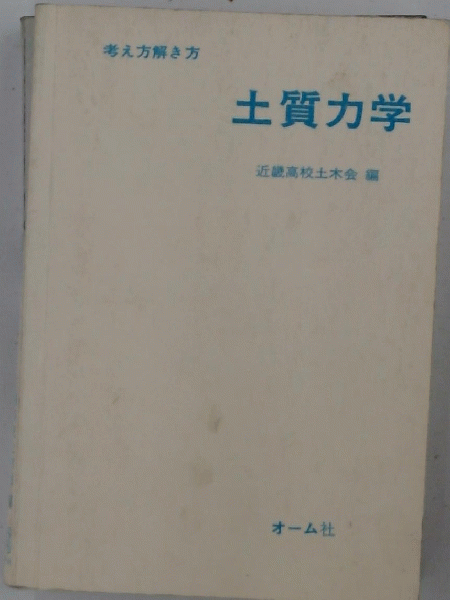 考え方解き方
土質力学
近畿高校土木会 編
オーム社